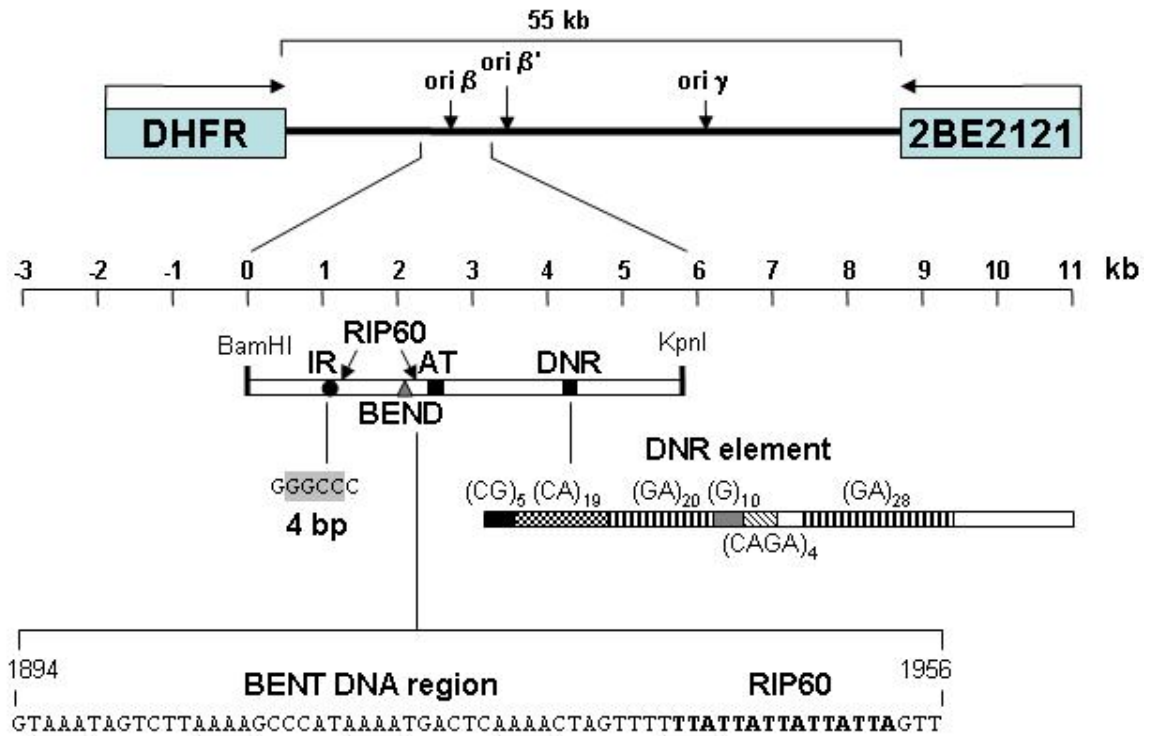 55 kb
ori β ori β' ori γ
DHFR 2BE2121
-3 -2 -1 0 1 2 3 4 5 6 7 8 9 10 11 kb
BamHI RIP60 KpnI
IR AT DNR
BEND
DNR element
GGGCCC (CG)5 (CA)19 (GA)20 (G)10 (GA)28
4 bp (CAGA)4
1894 BENT DNA region RIP60 1956
GTAAATAGTCTTAAAAGCCCATAAAATGACTCAAAACTAGTTTTTTATTATTATTATTAGTT